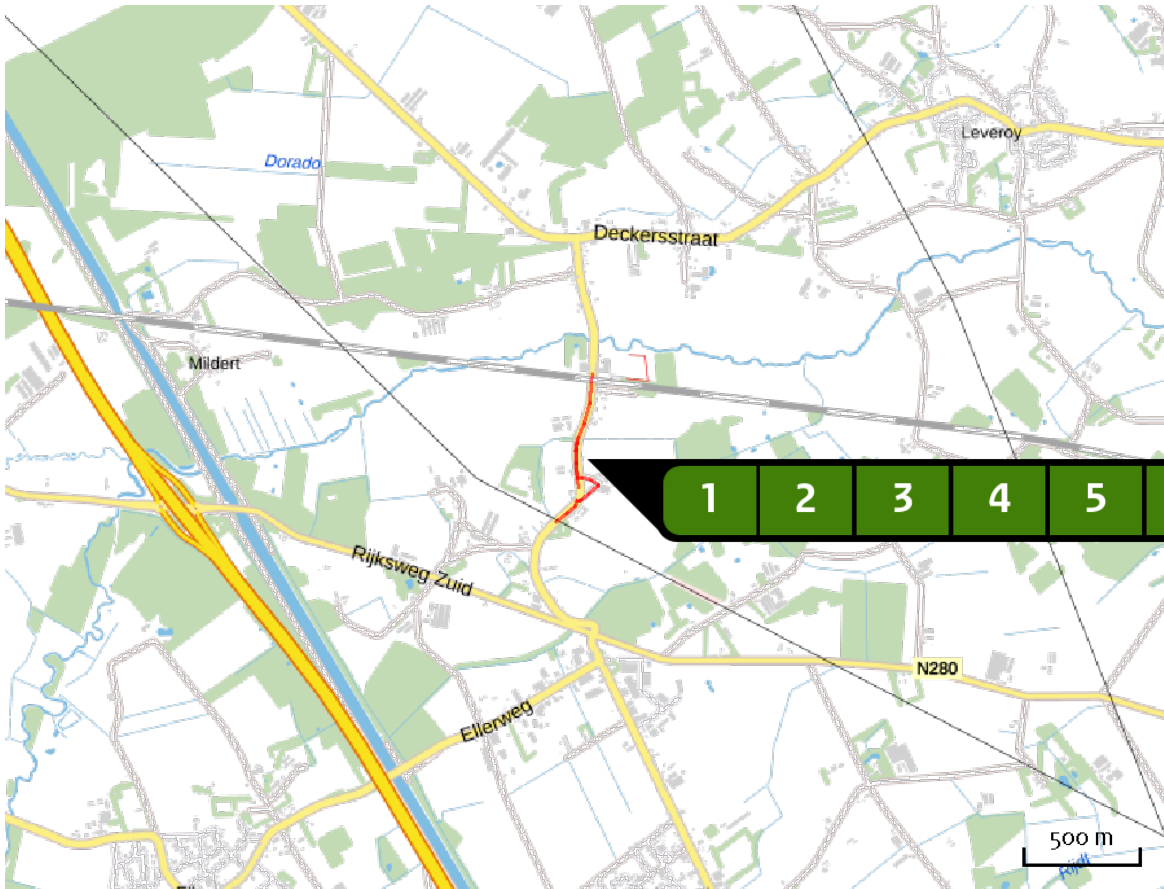 Leveroy
Dorado
Deckersstraat
Mildert
1 2 3 4 5
Rijksweg Zuid
N280
Ellerweg
500 m